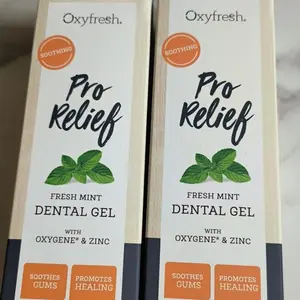 Oxyfresh.
SOOTHING
Pro
Relief
FRESH MINT
DENTAL GEL
WITH
OXYGENE® & ZINC
SOOTHES
GUMS
PROMOTES
HEALING
Oxyfresh.
SOOTHING
Pro
Relief
FRESH MINT
DENTAL GEL
WITH
OXYGENE® & ZINC
SOOTHES
GUMS
PROMOTES
HEALING